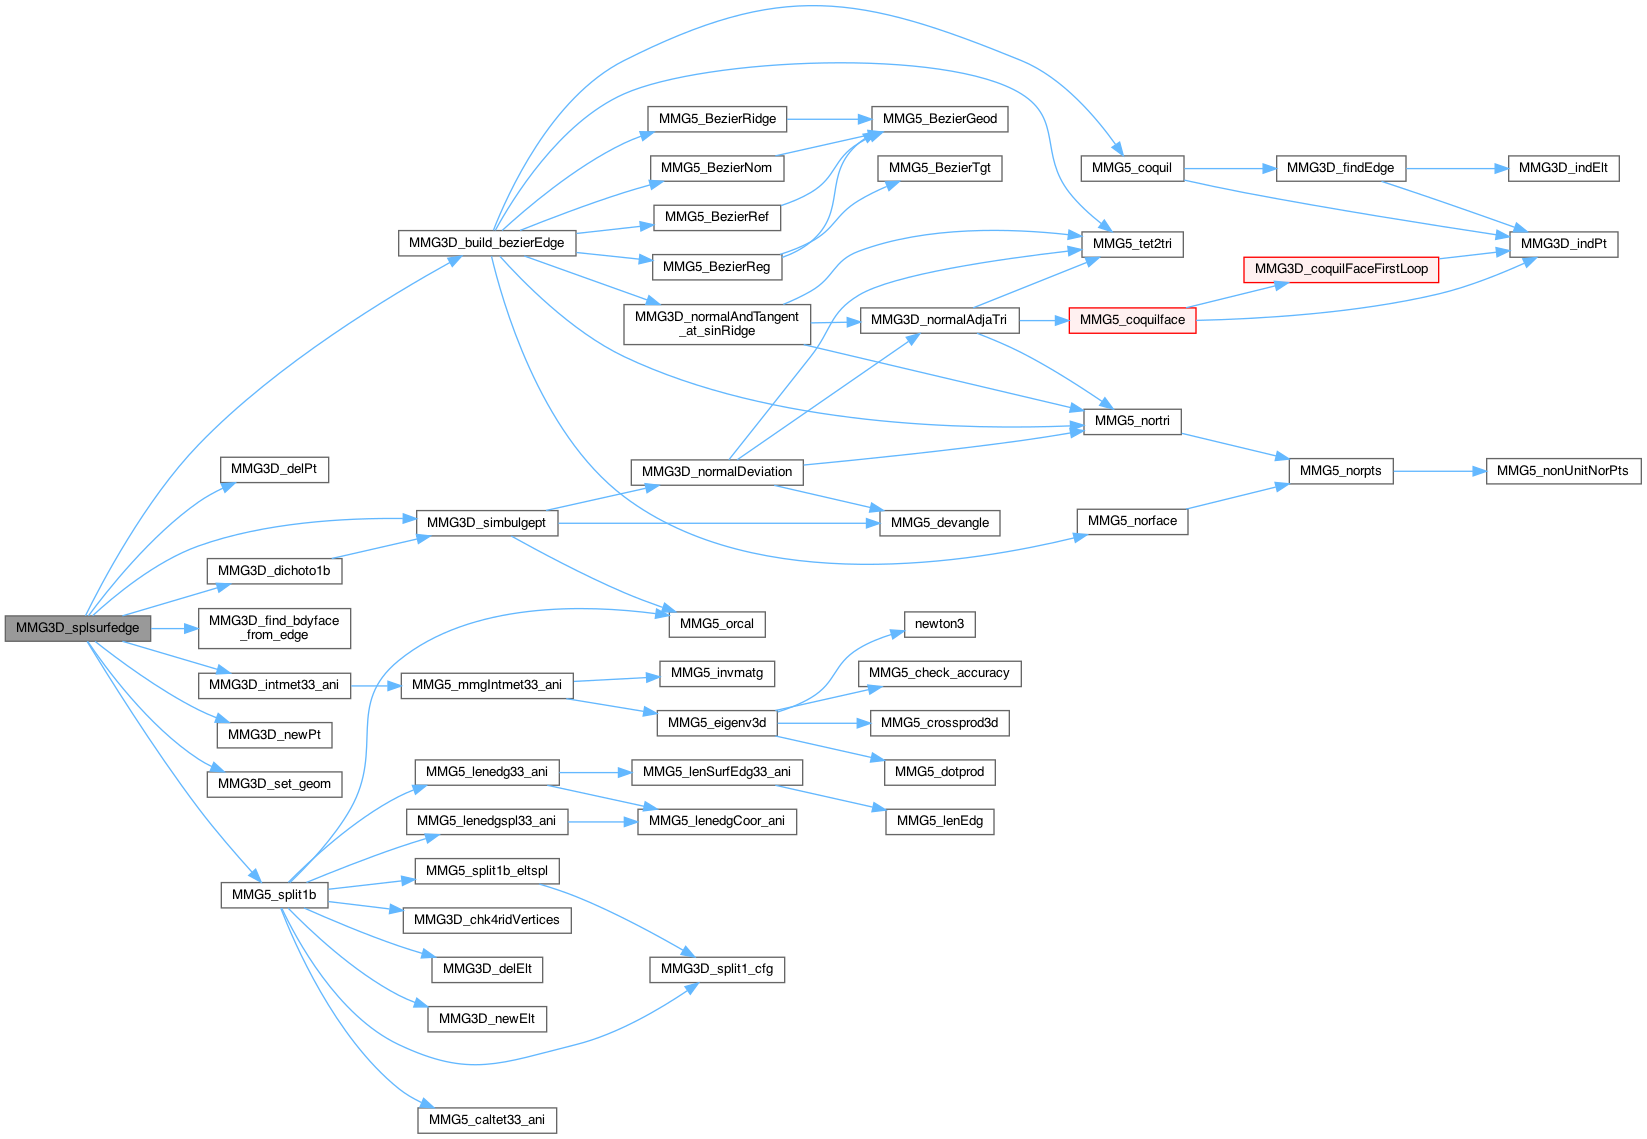 MMG3D_splsurfedge
MMG3D_build_bezierEdge
MMG3D_delPt
MMG3D_simbulgept
MMG3D_dichoto1b
MMG3D_find_bdyface
_from_edge
MMG3D_intmet33_ani
MMG3D_newPt
MMG3D_set_geom
MMG5_split1b
MMG5_BezierRidge
MMG5_BezierNom
MMG5_BezierRef
MMG5_BezierReg
MMG3D_normalAndTangent
_at_sinRidge
MMG5_BezierGeod
MMG5_BezierTgt
MMG3D_normalAdjaTri
MMG5_coquil
MMG5_tet2tri
MMG5_coquilface
MMG3D_coquilFaceFirstLoop
MMG3D_findEdge
MMG3D_indElt
MMG3D_indPt
MMG5_nortri
MMG5_norpts
MMG5_nonUnitNorPts
MMG5_norface
MMG3D_normalDeviation
MMG5_devangle
MMG5_orcal
MMG5_mmgIntmet33_ani
MMG5_invmatg
MMG5_eigenv3d
newton3
MMG5_check_accuracy
MMG5_crossprod3d
MMG5_dotprod
MMG5_lenedg33_ani
MMG5_lenSurfEdg33_ani
MMG5_lenEdg
MMG5_lenedgspl33_ani
MMG5_lenedgCoor_ani
MMG5_split1b_eltspl
MMG3D_chk4ridVertices
MMG3D_delElt
MMG3D_split1_cfg
MMG3D_newElt
MMG5_caltet33_ani